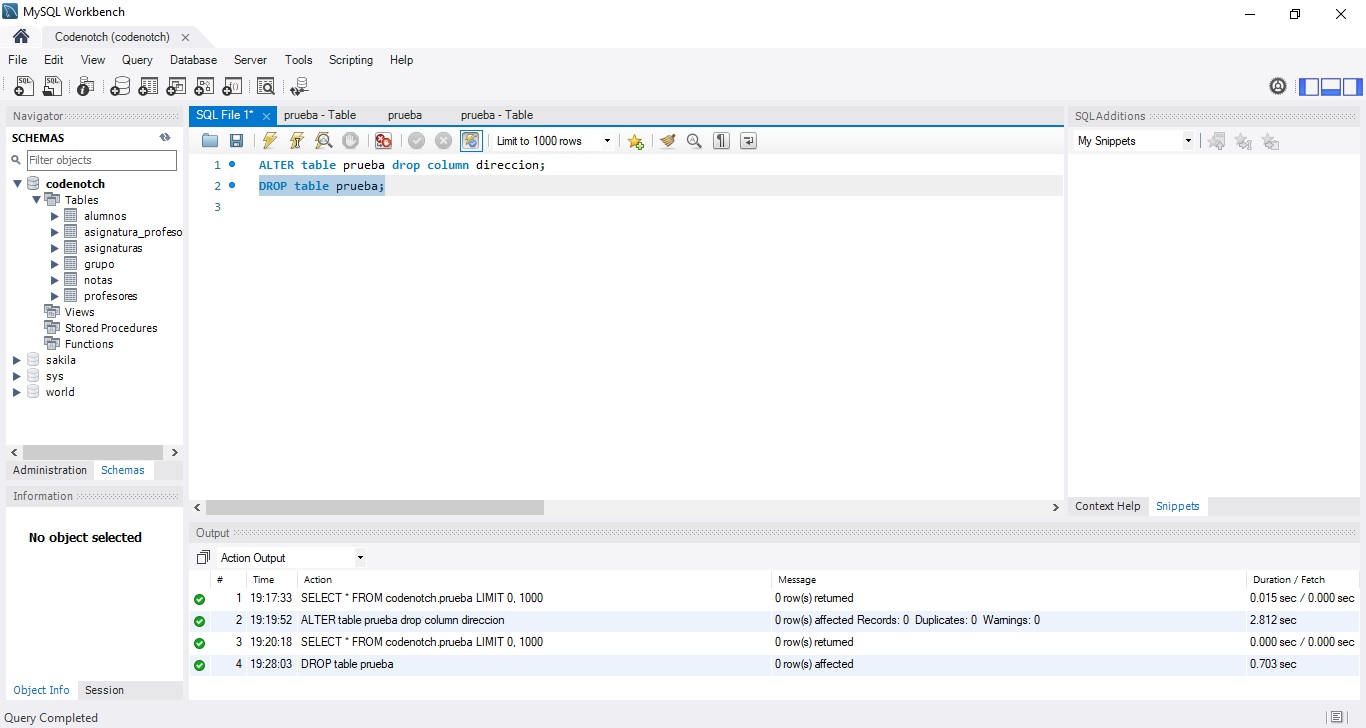 MySQL Workbench
Codenotch (codenotch)
File Edit View Query Database Server Tools Scripting Help
Navigator
SCHEMAS
Filter objects
codenotch
Tables
alumnos
asignatura_profeso
asignaturas
grupo
notas
profesores
Views
Stored Procedures
Functions
sakila
sys
world
Administration Schemas
Information
No object selected
Object Info Session
SQL File 1* prueba - Table prueba prueba - Table
Limit to 1000 rows
1 ALTER table prueba drop column direccion;
2 DROP table prueba;
3
SQLAdditions
My Snippets
Context Help Snippets
Output
Action Output
# Time Action Message Duration / Fetch
1 19:17:33 SELECT * FROM codenotch.prueba LIMIT 0, 1000 0 row(s) returned 0.015 sec / 0.000 sec
2 19:19:52 ALTER table prueba drop column direccion 0 row(s) affected Records: 0 Duplicates: 0 Warnings: 0 2.812 sec
3 19:20:18 SELECT * FROM codenotch.prueba LIMIT 0, 1000 0 row(s) returned 0.000 sec / 0.000 sec
4 19:28:03 DROP table prueba 0 row(s) affected 0.703 sec
Query Completed